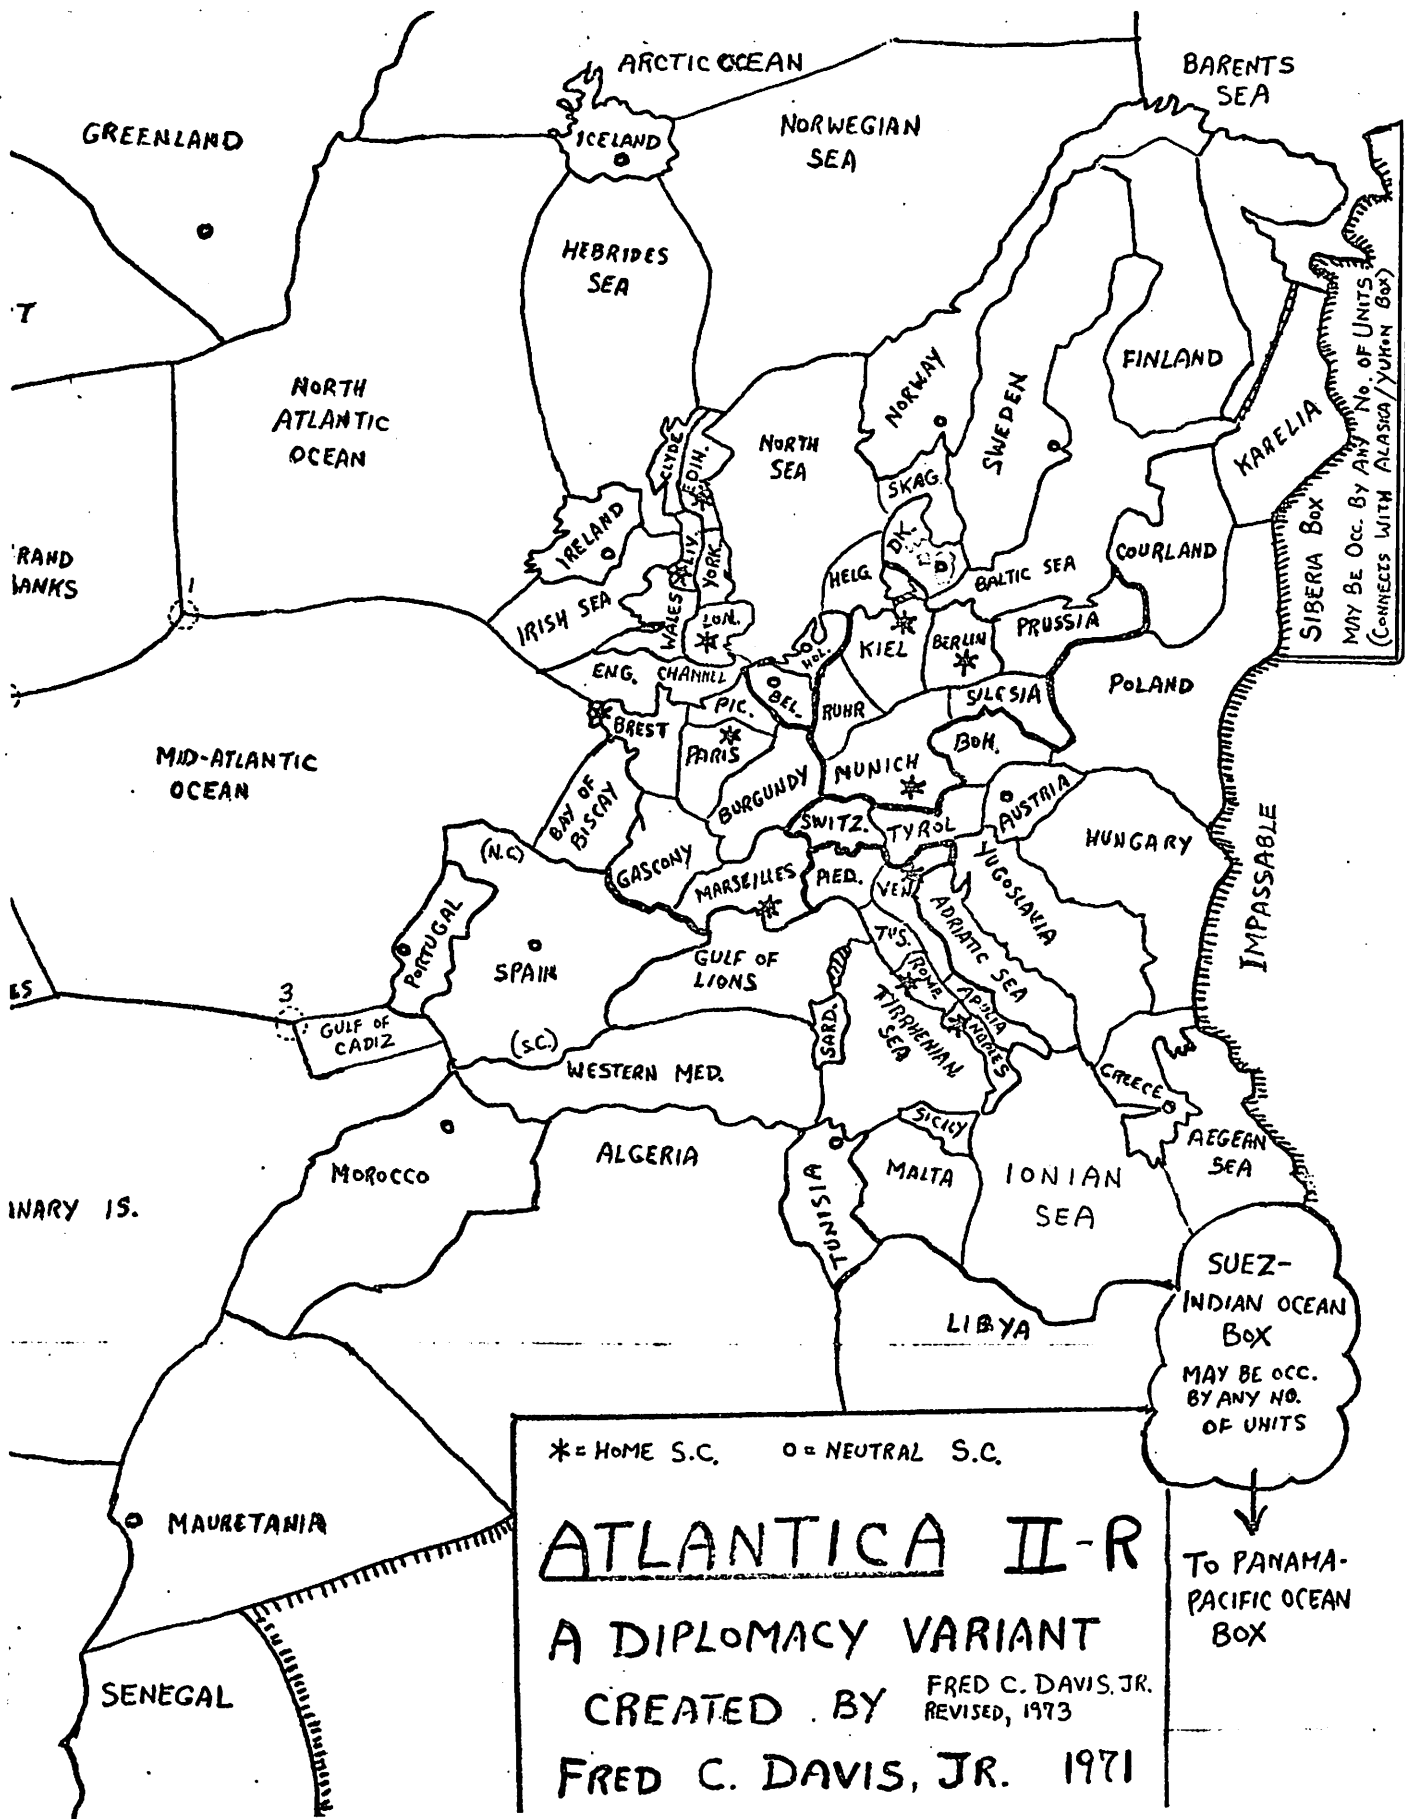 ARCTIC OCEAN
BARENTS
SEA
GREENLAND
ICELAND
NORWEGIAN
SEA
HEBRIDES
SEA
T
NORTH
ATLANTIC
OCEAN
NORWAY
SWEDEN
FINLAND
KARELIA
CLYDE
EDIN.
NORTH
SEA
SKAG.
SIBERIA BOX
MAY BE OCC. BY ANY NO. OF UNITS
(CONNECTS WITH ALASKA/YUKON BOX)
IRELAND
LIV.
YORK.
DK.
COURLAND
RAND
BANKS
1
HELG.
BALTIC SEA
IRISH SEA
WALES
LON.
HOL.
KIEL
BERLIN
PRUSSIA
ENG. CHANNEL
BEL.
RUHR
SILESIA
POLAND
BREST
PIC.
PARIS
BOH.
MID-ATLANTIC
OCEAN
BAY OF
BISCAY
BURGUNDY
MUNICH
AUSTRIA
SWITZ.
TYROL
HUNGARY
IMPASSABLE
(N.C.)
GASCONY
MARSEILLES
PIED.
VEN.
YUGOSLAVIA
PORTUGAL
SPAIN
GULF OF
LIONS
TUS.
ROME
ADRIATIC SEA
ES
3
GULF OF
CADIZ
(S.C.)
SARD.
TYRRHENIAN
SEA
APULIA
NAPLES
WESTERN MED.
GREECE
SICILY
AEGEAN
SEA
MOROCCO
ALGERIA
TUNISIA
MALTA
IONIAN
SEA
ANARY IS.
LIBYA
SUEZ-
INDIAN OCEAN
BOX
MAY BE OCC.
BY ANY NO.
OF UNITS
* = HOME S.C. O = NEUTRAL S.C.
MAURETANIA
ATLANTICA II-R
TO PANAMA-
PACIFIC OCEAN
BOX
A DIPLOMACY VARIANT
SENEGAL
CREATED BY
FRED C. DAVIS, JR.
REVISED, 1973
FRED C. DAVIS, JR. 1971